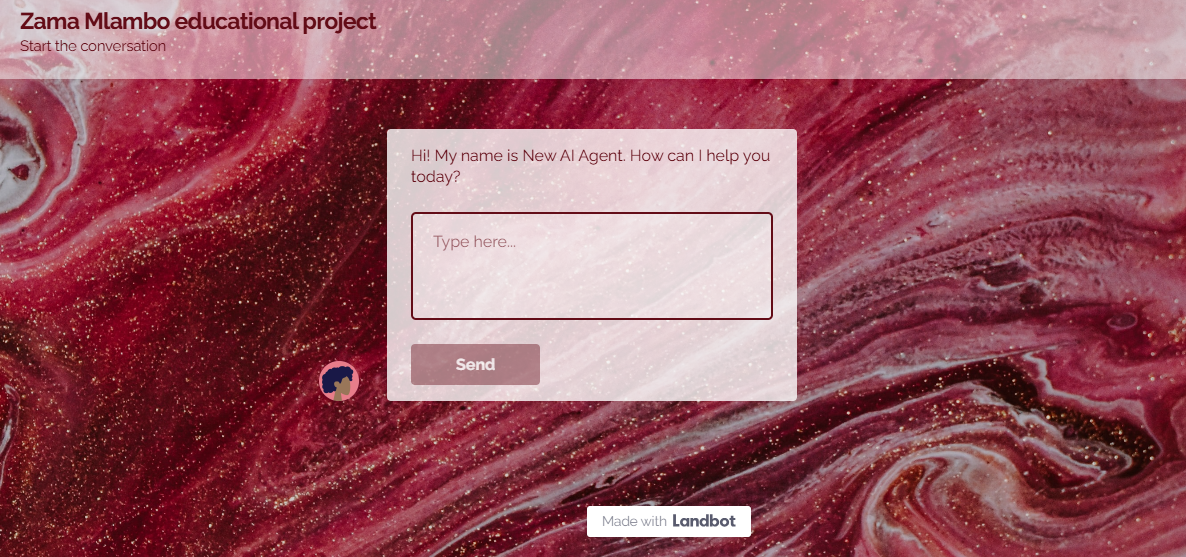 Zama Mlambo educational project
Start the conversation
Hi! My name is New AI Agent. How can I help you
today?
Type here...
Send
Made with Landbot